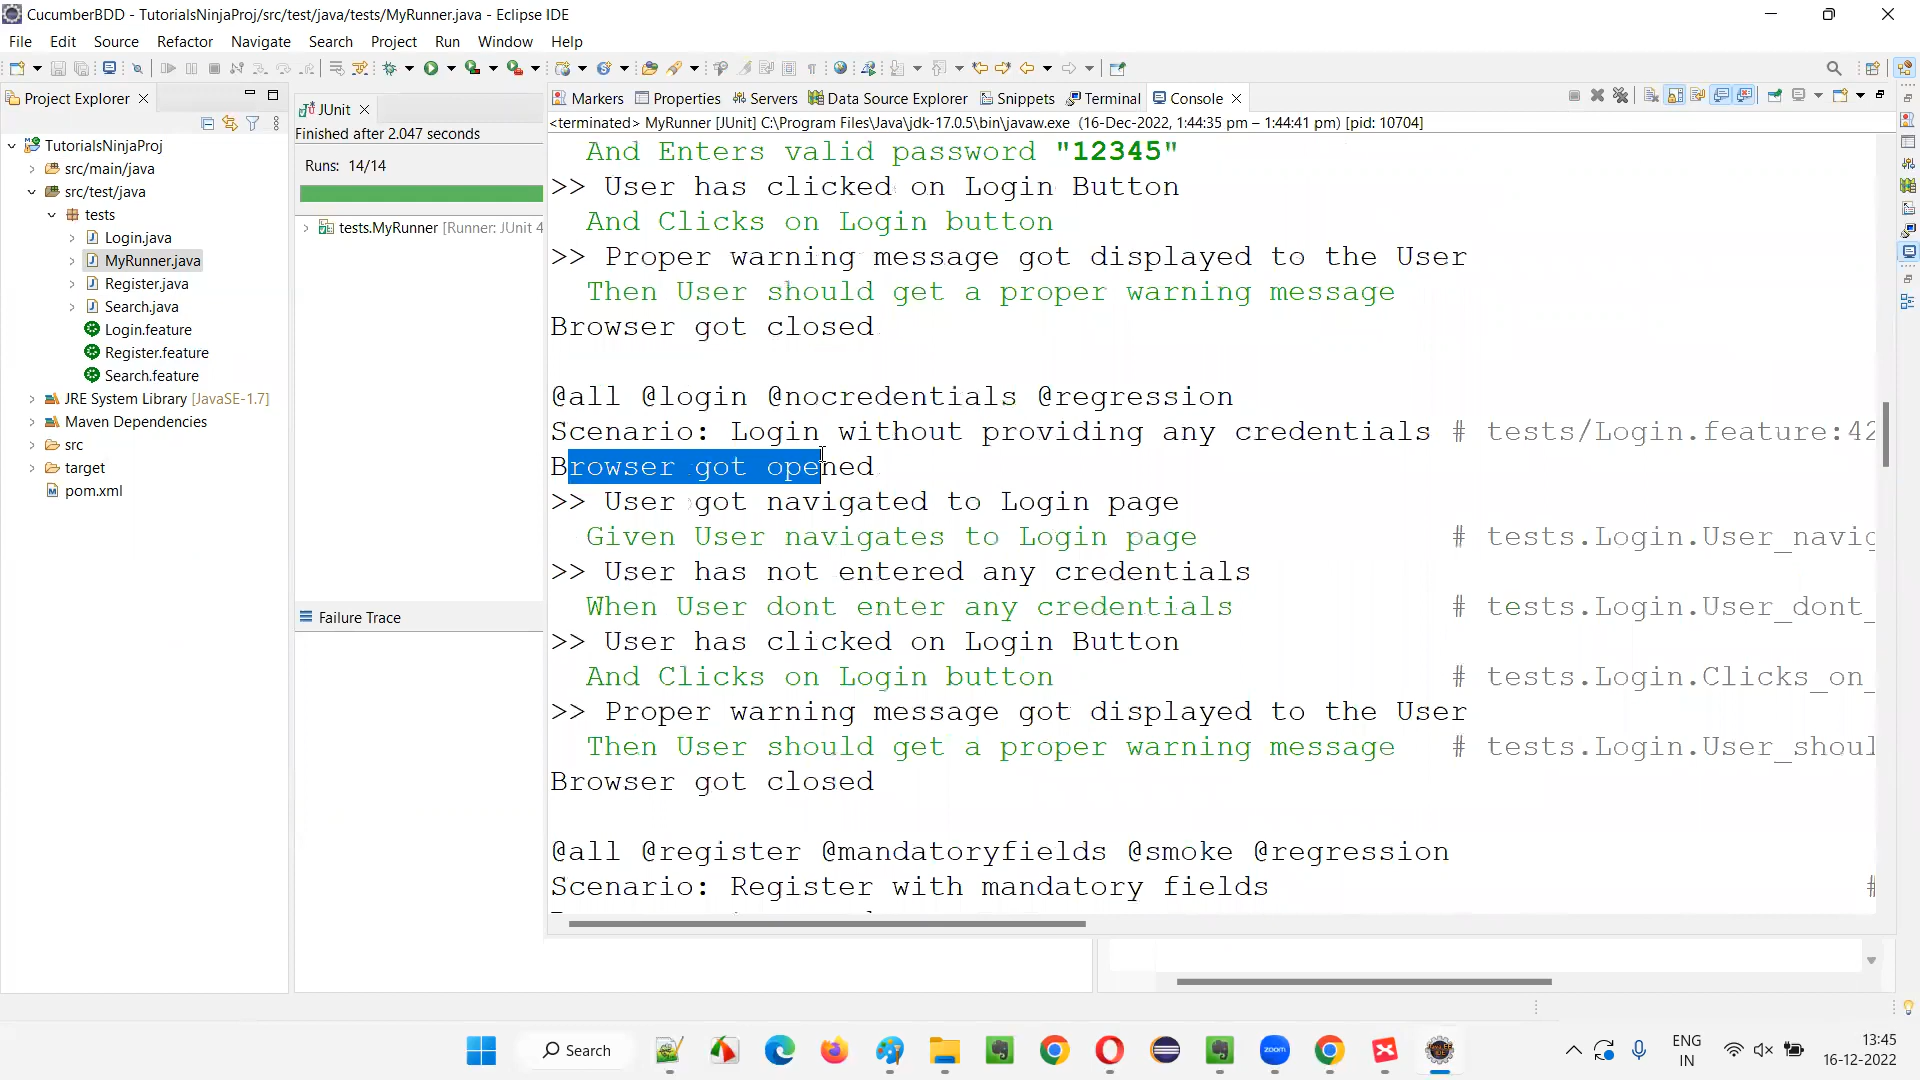 CucumberBDD - TutorialsNinjaProj/src/test/java/tests/MyRunner.java - Eclipse IDE
File Edit Source Refactor Navigate Search Project Run Window Help
Project Explorer
TutorialsNinjaProj
src/main/java
src/test/java
tests
Login.java
MyRunner.java
Register.java
Search.java
Login.feature
Register.feature
Search.feature
JRE System Library [JavaSE-1.7]
Maven Dependencies
src
target
pom.xml
JUnit
Finished after 2.047 seconds
Runs: 14/14
tests.MyRunner [Runner: JUnit 4
Failure Trace
Markers Properties Servers Data Source Explorer Snippets Terminal Console
<terminated> MyRunner [JUnit] C:\Program Files\Java\jdk-17.0.5\bin\javaw.exe (16-Dec-2022, 1:44:35 pm – 1:44:41 pm) [pid: 10704]
And Enters valid password "12345"
>> User has clicked on Login Button
And Clicks on Login button
>> Proper warning message got displayed to the User
Then User should get a proper warning message
Browser got closed
@all @login @nocredentials @regression
Scenario: Login without providing any credentials # tests/Login.feature:42
Browser got opened
>> User got navigated to Login page
Given User navigates to Login page # tests.Login.User_navig
>> User has not entered any credentials
When User dont enter any credentials # tests.Login.User_dont_
>> User has clicked on Login Button
And Clicks on Login button # tests.Login.Clicks_on_
>> Proper warning message got displayed to the User
Then User should get a proper warning message # tests.Login.User_shoul
Browser got closed
@all @register @mandatoryfields @smoke @regression
Scenario: Register with mandatory fields #
Search
zoom
ENG
IN
13:45
16-12-2022